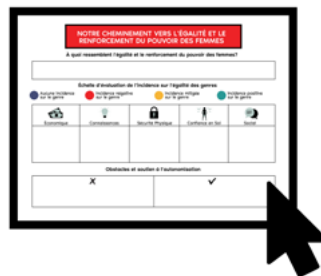 NOTRE CHEMINEMENT VERS L'ÉGALITÉ ET LE
RENFORCEMENT DU POUVOIR DES FEMMES
A quoi ressemblent l'égalité et le renforcement du pouvoir des femmes?
Échelle d'évaluation de l'incidence sur l'égalité des genres
Aucune incidence sur le genre
Incidence négative sur le genre
Incidence mitigée sur le genre
Incidence positive sur le genre
Économique
Connaissances
Sécurité Physique
Confiance en Soi
Social
Obstacles et soutien à l'autonomisation